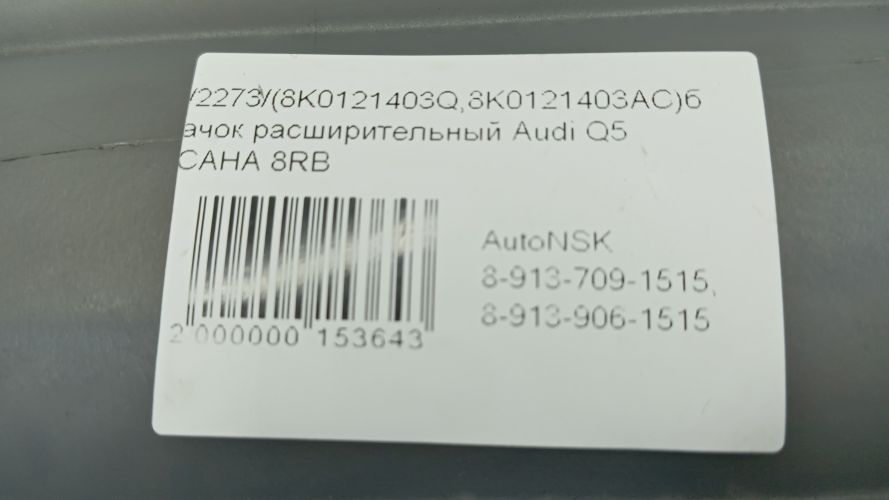 /2273/(8K0121403Q,8K0121403AC)б
ачок расширительный Audi Q5
CAHA 8RB
AutoNSK
8-913-709-1515,
8-913-906-1515
2 000000 153643